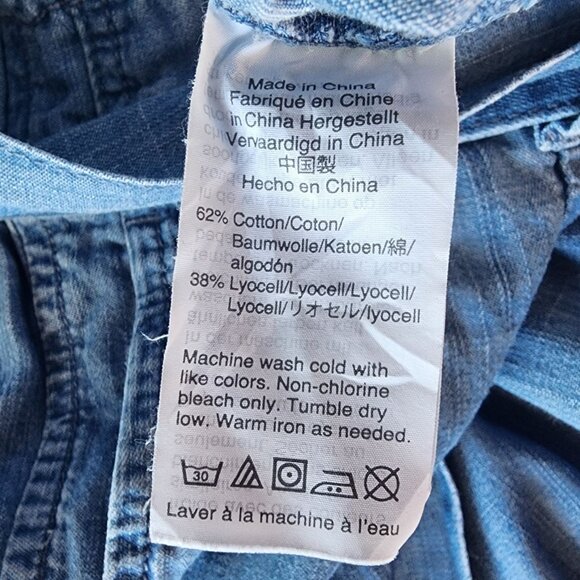 Made in China
Fabriqué en Chine
in China Hergestellt
Vervaardigd in China
中国製
Hecho en China
62% Cotton/Coton/
Baumwolle/Katoen/綿/
algodón
38% Lyocell/Lyocell/Lyocell/
Lyocell/リオセル/lyocell
Machine wash cold with
like colors. Non-chlorine
bleach only. Tumble dry
low. Warm iron as needed.
30
Laver à la machine à l'eau